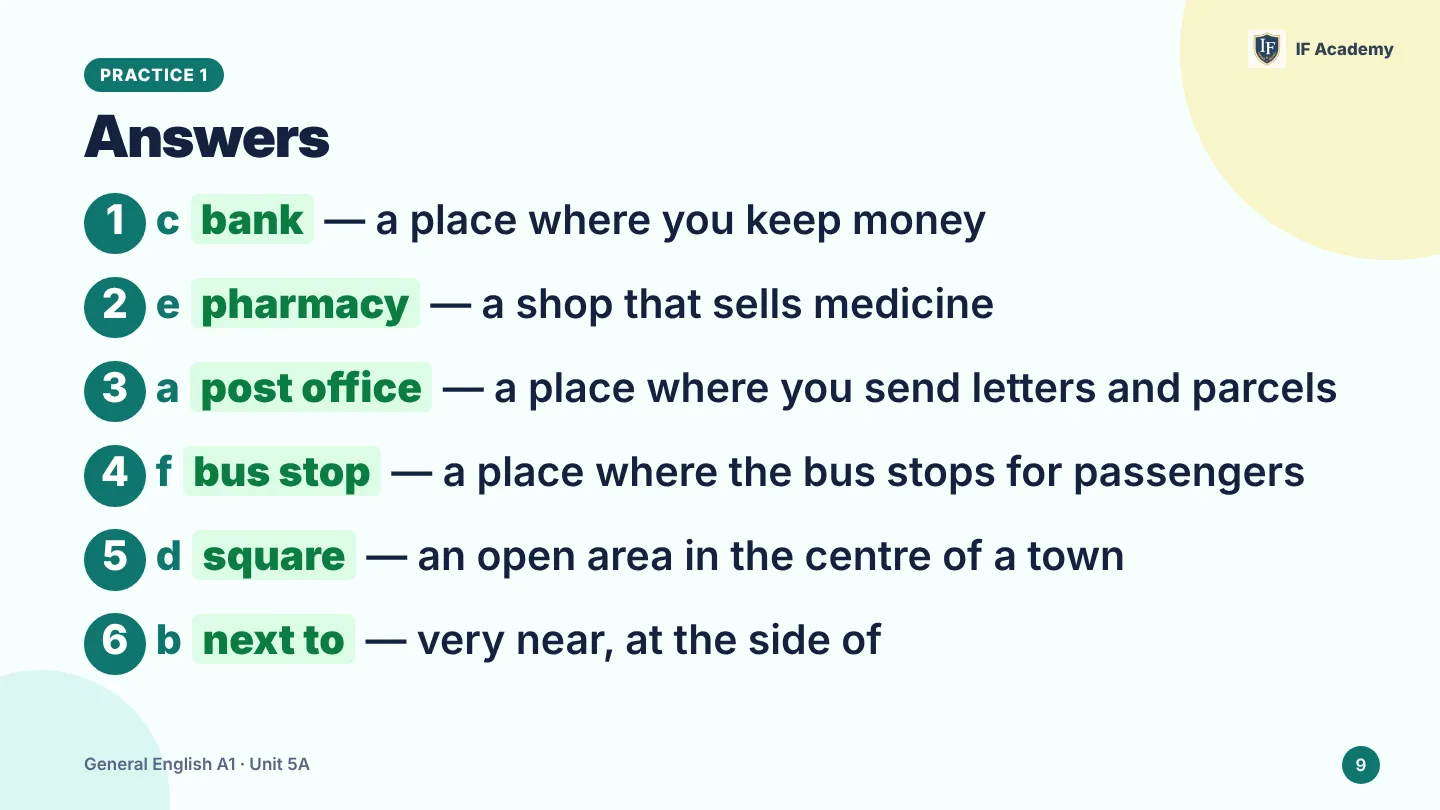 IF IF Academy
PRACTICE 1
Answers
1 c bank — a place where you keep money
2 e pharmacy — a shop that sells medicine
3 a post office — a place where you send letters and parcels
4 f bus stop — a place where the bus stops for passengers
5 d square — an open area in the centre of a town
6 b next to — very near, at the side of
General English A1 · Unit 5A
9